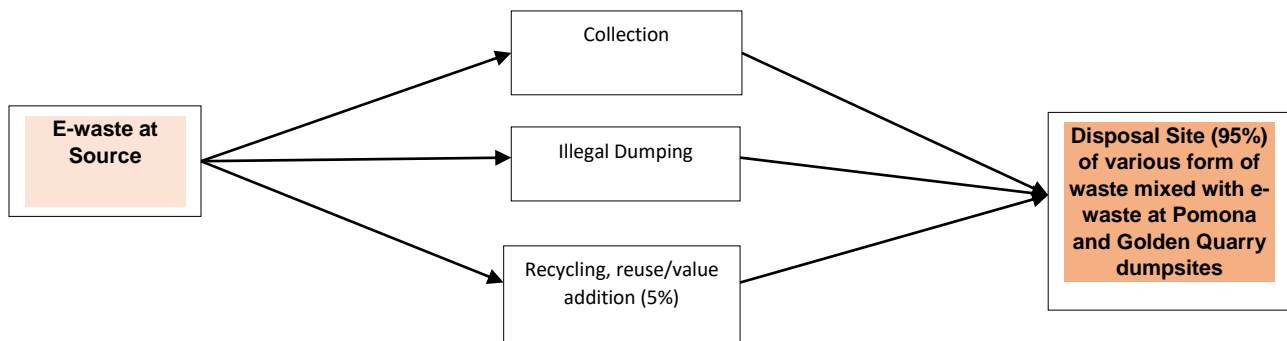 Collection
E-waste at
Source
Illegal Dumping
Recycling, reuse/value
addition (5%)
Disposal Site (95%)
of various form of
waste mixed with e-
waste at Pomona
and Golden Quarry
dumpsites